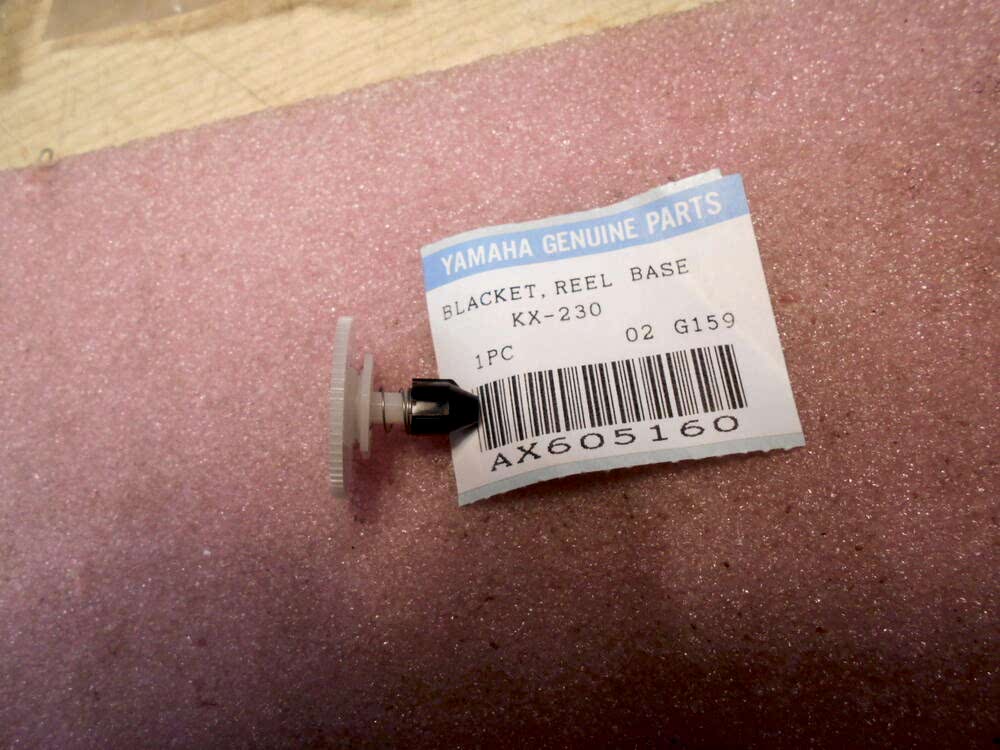 YAMAHA GENUINE PARTS
BLACKET, REEL BASE
KX-230
1PC 02 G159
AX605160